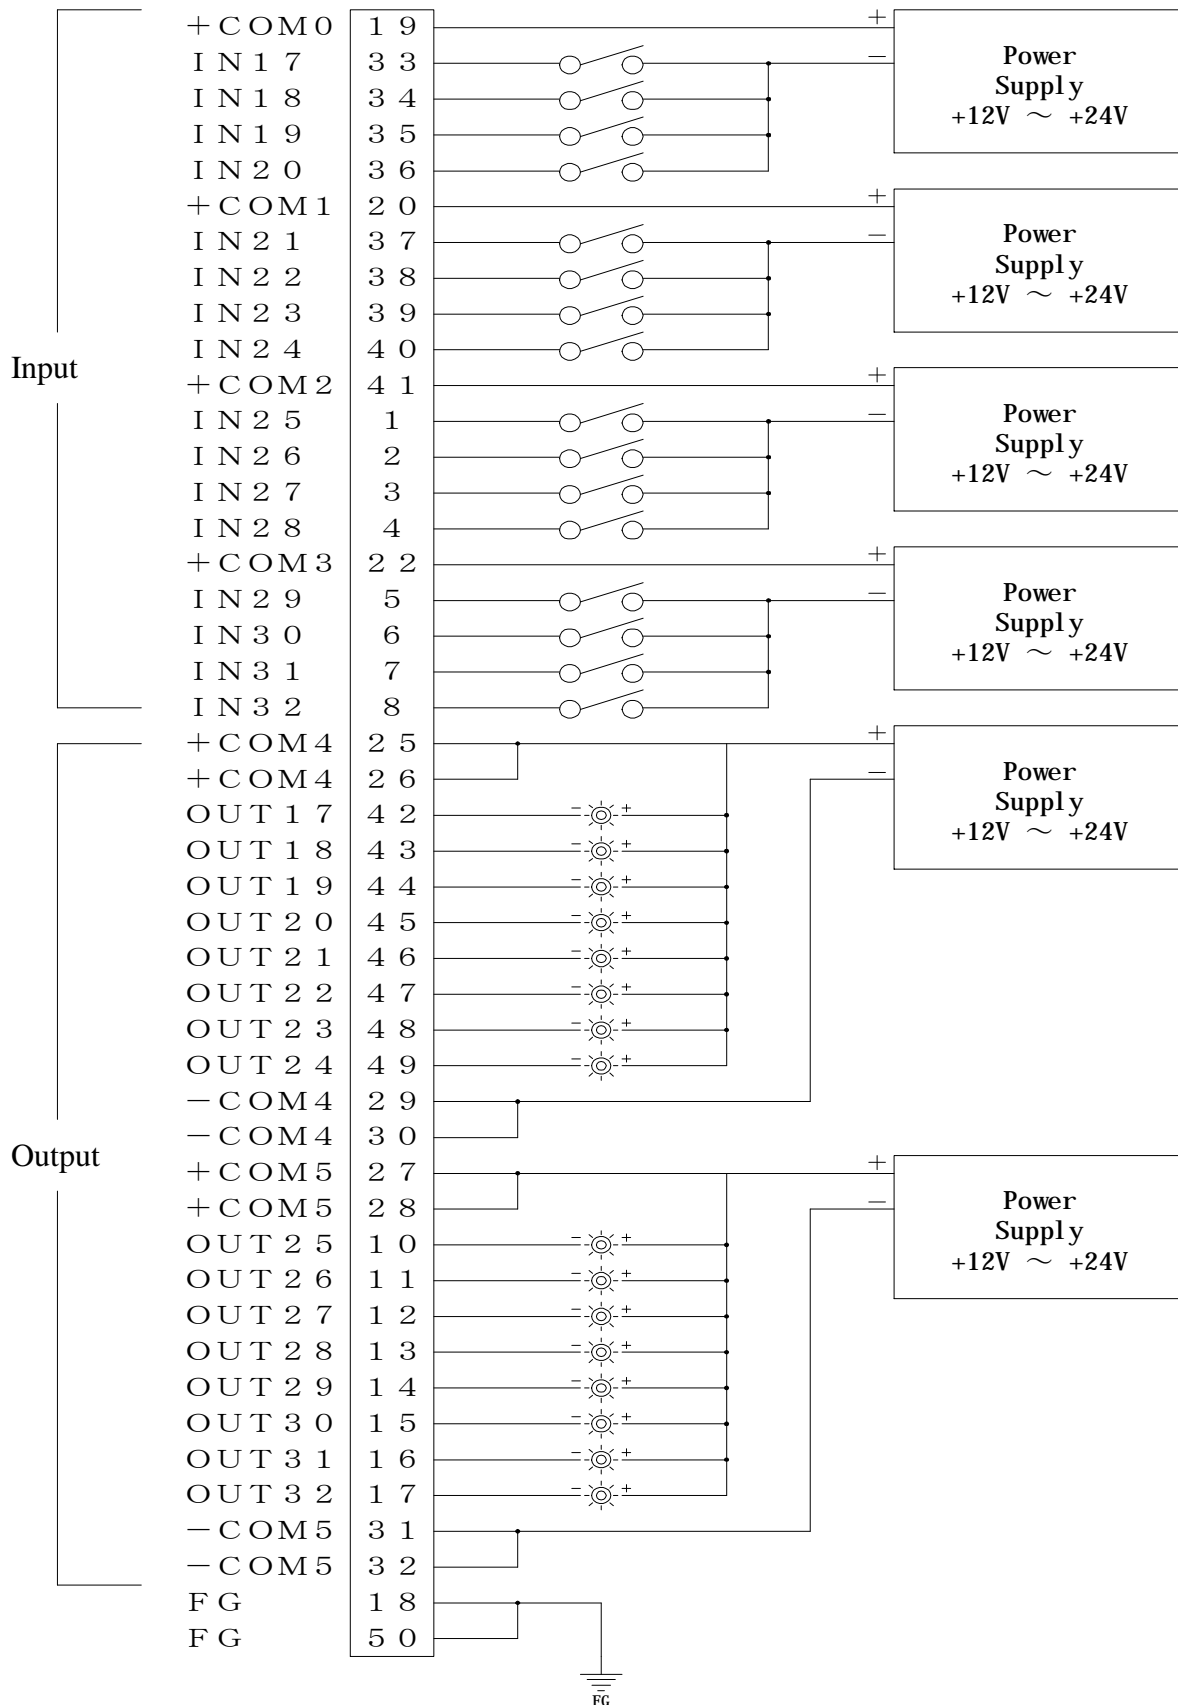 +COM0 19 +
IN17 33 −
IN18 34
IN19 35
IN20 36
Power
Supply
+12V ～ +24V
+COM1 20 +
IN21 37 −
IN22 38
IN23 39
IN24 40
Power
Supply
+12V ～ +24V
Input
+COM2 41 +
IN25 1 −
IN26 2
IN27 3
IN28 4
Power
Supply
+12V ～ +24V
+COM3 22 +
IN29 5 −
IN30 6
IN31 7
IN32 8
Power
Supply
+12V ～ +24V
+COM4 25 +
+COM4 26 −
Power
Supply
+12V ～ +24V
OUT17 42 - +
OUT18 43 - +
OUT19 44 - +
OUT20 45 - +
OUT21 46 - +
OUT22 47 - +
OUT23 48 - +
OUT24 49 - +
−COM4 29
−COM4 30
Output
+COM5 27 +
+COM5 28 −
Power
Supply
+12V ～ +24V
OUT25 10 - +
OUT26 11 - +
OUT27 12 - +
OUT28 13 - +
OUT29 14 - +
OUT30 15 - +
OUT31 16 - +
OUT32 17 - +
−COM5 31
−COM5 32
FG 18
FG 50
FG